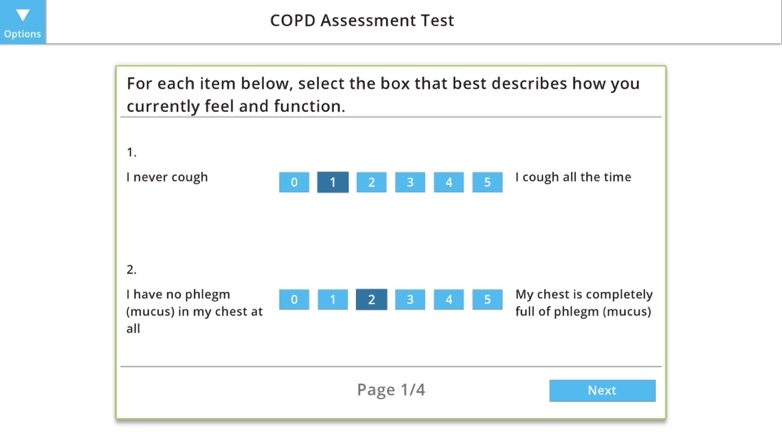 Options
COPD Assessment Test
For each item below, select the box that best describes how you
currently feel and function.
1.
I never cough
0 1 2 3 4 5
I cough all the time
2.
I have no phlegm
(mucus) in my chest at
all
0 1 2 3 4 5
My chest is completely
full of phlegm (mucus)
Page 1/4
Next